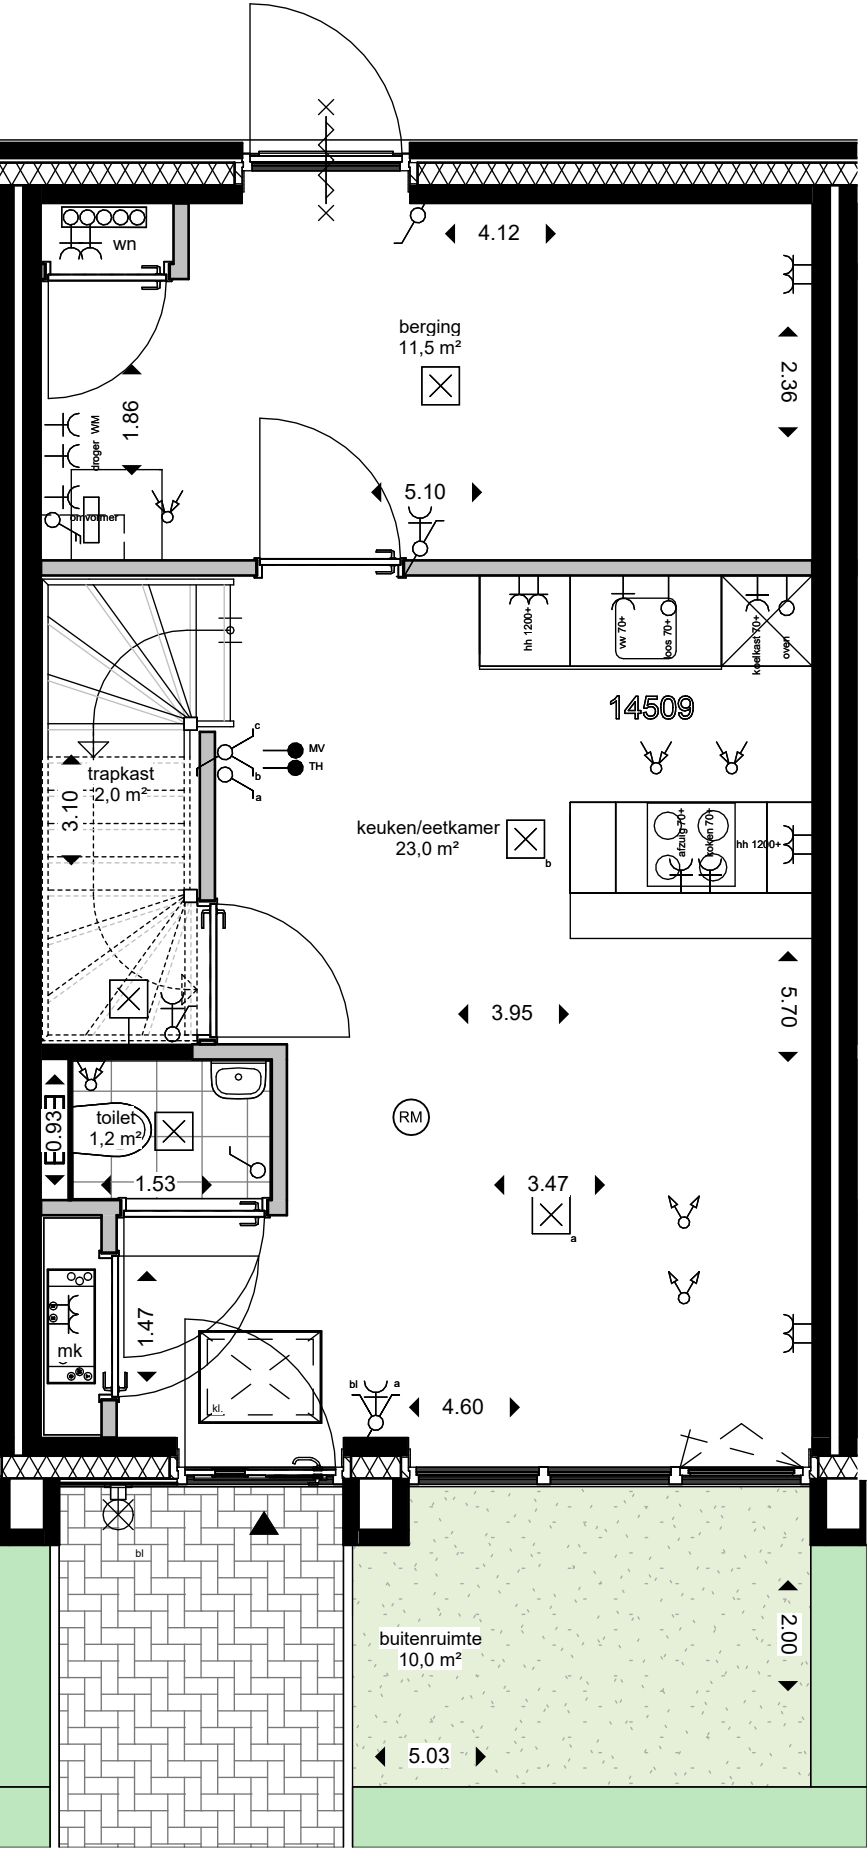 wn
4.12
berging
11,5 m²
2.36
1.86
WM
droger
omvormer
5.10
hh 1200+
vw 70+
loos 70+
koelkast 70+
oven
14509
c
b
a
MV
TH
trapkast
2,0 m²
3.10
keuken/eetkamer
23,0 m²
b
afzuig 70+
koken 70+
hh 1200+
3.95
5.70
RM
0.93
toilet
1,2 m²
1.53
3.47
a
1.47
mk
kl.
bl
a
4.60
bl
buitenruimte
10,0 m²
2.00
5.03